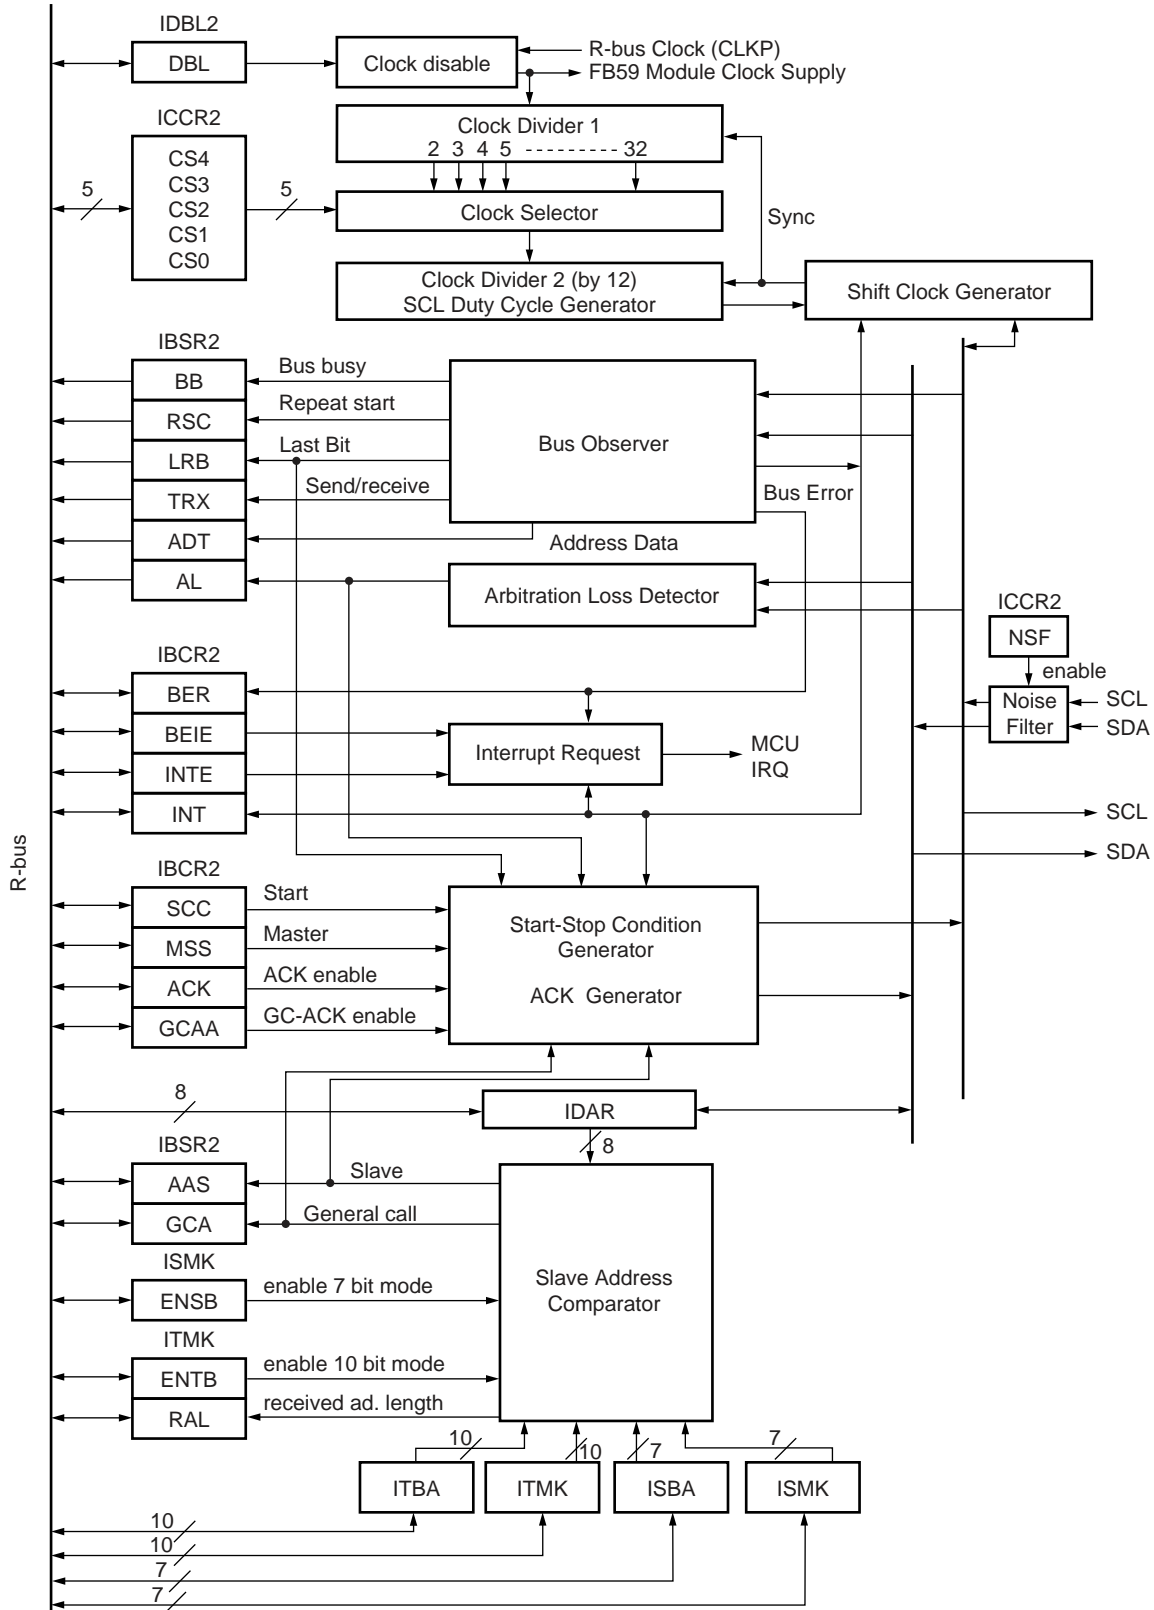 IDBL2
DBL
Clock disable
R-bus Clock (CLKP)
FB59 Module Clock Supply
ICCR2
CS4
CS3
CS2
CS1
CS0
5
5
Clock Divider 1
2 3 4 5 --------- 32
Clock Selector
Sync
Clock Divider 2 (by 12)
SCL Duty Cycle Generator
Shift Clock Generator
IBSR2
BB
RSC
LRB
TRX
ADT
AL
Bus busy
Repeat start
Last Bit
Send/receive
Address Data
Bus Observer
Bus Error
Arbitration Loss Detector
ICCR2
NSF
enable
Noise
Filter
SCL
SDA
IBCR2
BER
BEIE
INTE
INT
Interrupt Request
MCU
IRQ
SCL
SDA
R-bus
IBCR2
SCC
MSS
ACK
GCAA
Start
Master
ACK enable
GC-ACK enable
Start-Stop Condition
Generator
ACK Generator
8
IDAR
8
IBSR2
AAS
GCA
Slave
General call
ISMK
ENSB
enable 7 bit mode
Slave Address
Comparator
ITMK
ENTB
RAL
enable 10 bit mode
received ad. length
10
10
7
7
ITBA
ITMK
ISBA
ISMK
10
10
7
7